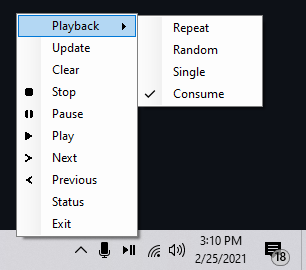 Playback
Update
Clear
Stop
Pause
Play
Next
Previous
Status
Exit
Repeat
Random
Single
Consume
3:10 PM
2/25/2021
18